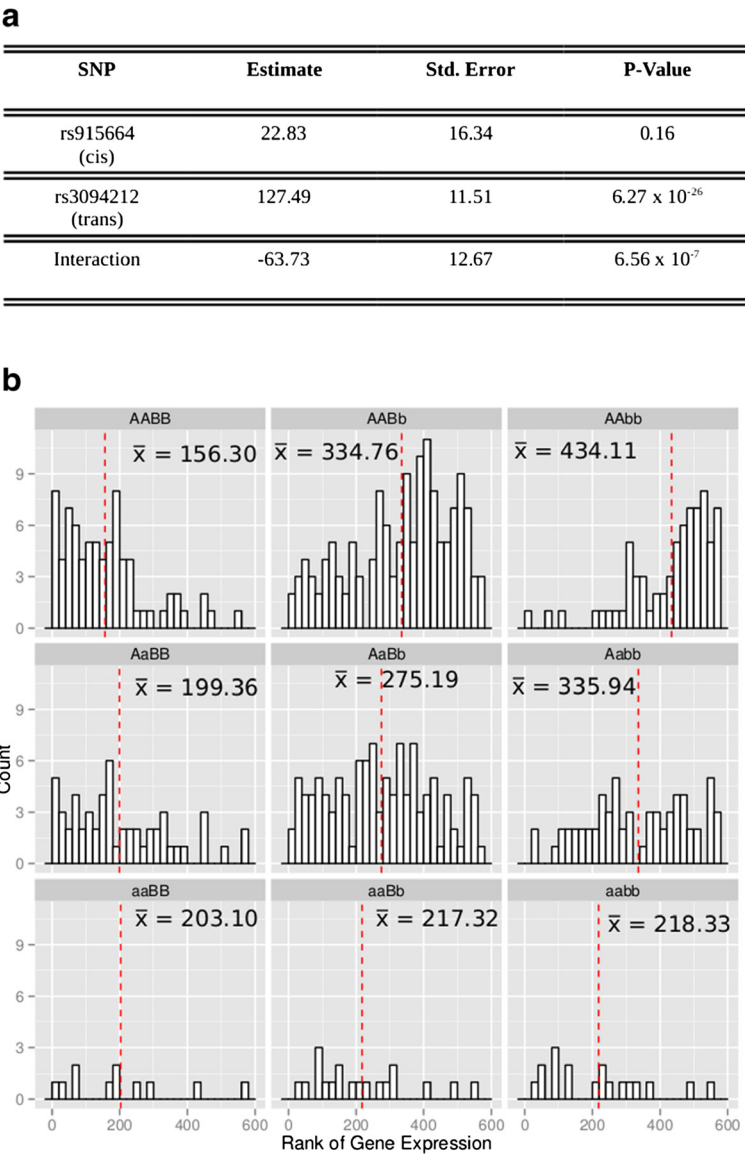 a
SNP Estimate Std. Error P-Value
rs915664 22.83 16.34 0.16
(cis)
rs3094212 127.49 11.51 6.27 x 10⁻²⁶
(trans)
Interaction -63.73 12.67 6.56 x 10⁻⁷
b
AABB AABb AAbb
x̅ = 156.30 x̅ = 334.76 x̅ = 434.11
9
6
3
0
AaBB AaBb Aabb
x̅ = 199.36 x̅ = 275.19 x̅ = 335.94
9
6
3
0
Count
aaBB aaBb aabb
x̅ = 203.10 x̅ = 217.32 x̅ = 218.33
9
6
3
0
0 200 400 600 0 200 400 600 0 200 400 600
Rank of Gene Expression